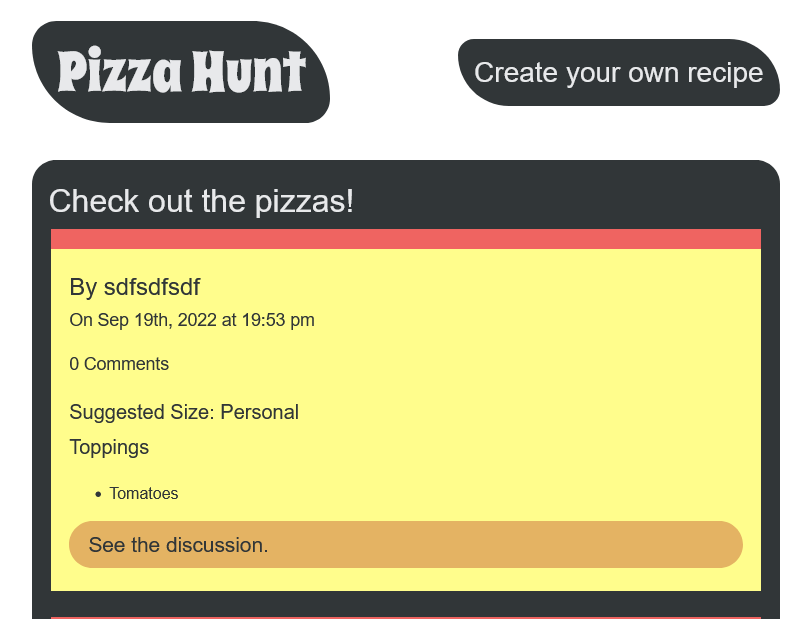 Pizza Hunt
Create your own recipe
Check out the pizzas!
By sdfsdfsdf
On Sep 19th, 2022 at 19:53 pm
0 Comments
Suggested Size: Personal
Toppings
• Tomatoes
See the discussion.